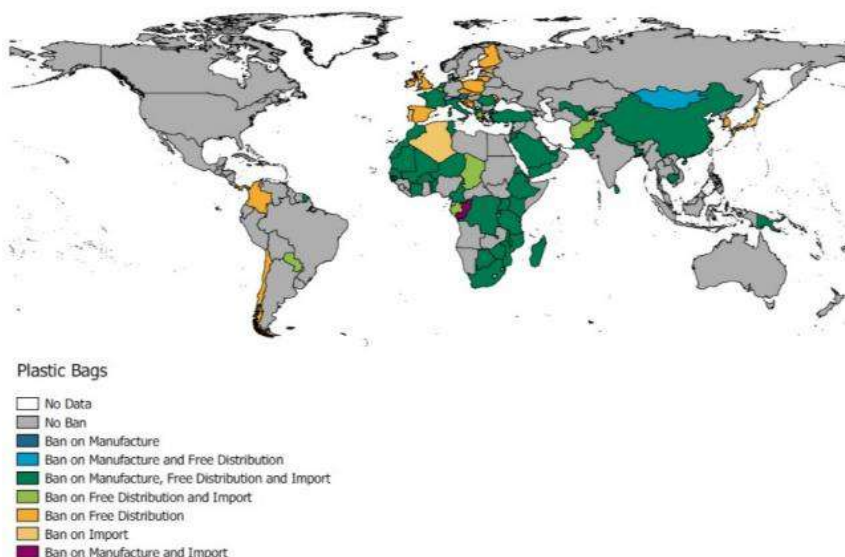 Plastic Bags
No Data
No Ban
Ban on Manufacture
Ban on Manufacture and Free Distribution
Ban on Manufacture, Free Distribution and Import
Ban on Free Distribution and Import
Ban on Free Distribution
Ban on Import
Ban on Manufacture and Import